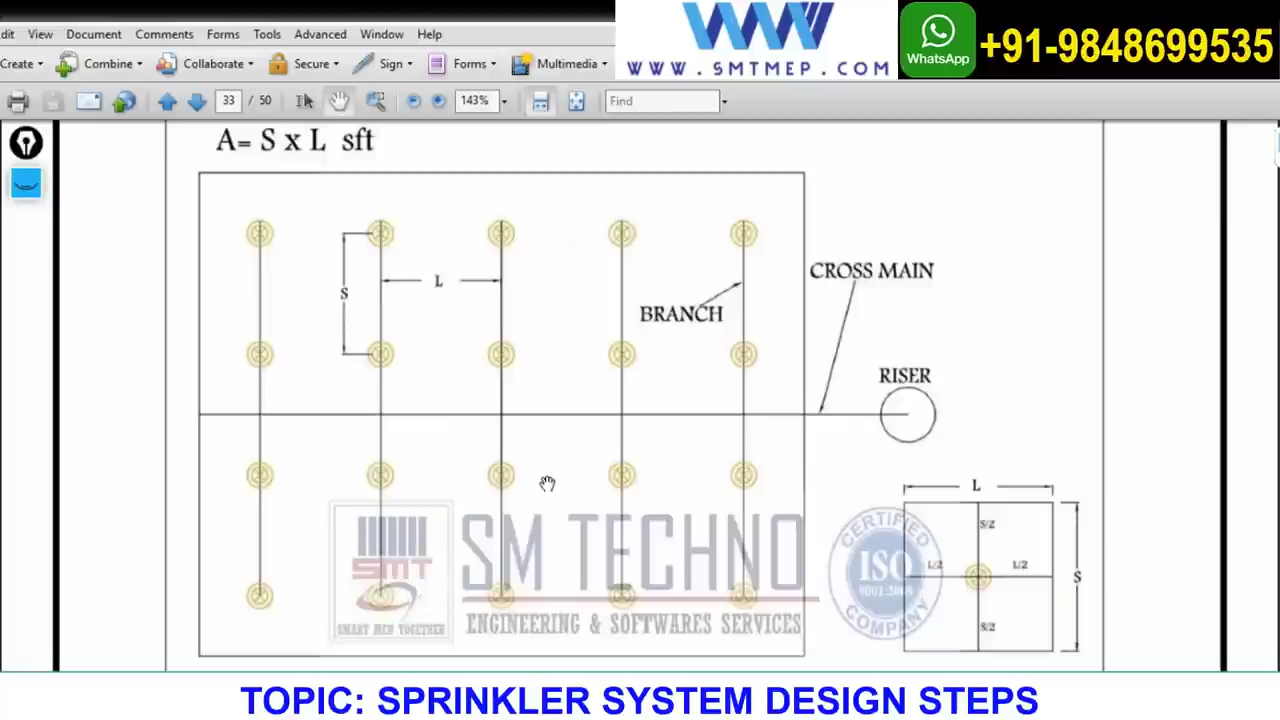 dit View Document Comments Forms Tools Advanced Window Help
WhatsApp
+91-9848699535
WWW.SMTMEP.COM
Create Combine Collaborate Secure Sign Forms Multimedia
33 / 50 143% Find
A= S x L sft
CROSS MAIN
L
S
BRANCH
RISER
L
S/2
L/2 L/2
S
S/2
SMT
SMART MEN TOGETHER
SM TECHNO
ENGINEERING & SOFTWARES SERVICES
CERTIFIED
ISO
COMPANY
TOPIC: SPRINKLER SYSTEM DESIGN STEPS